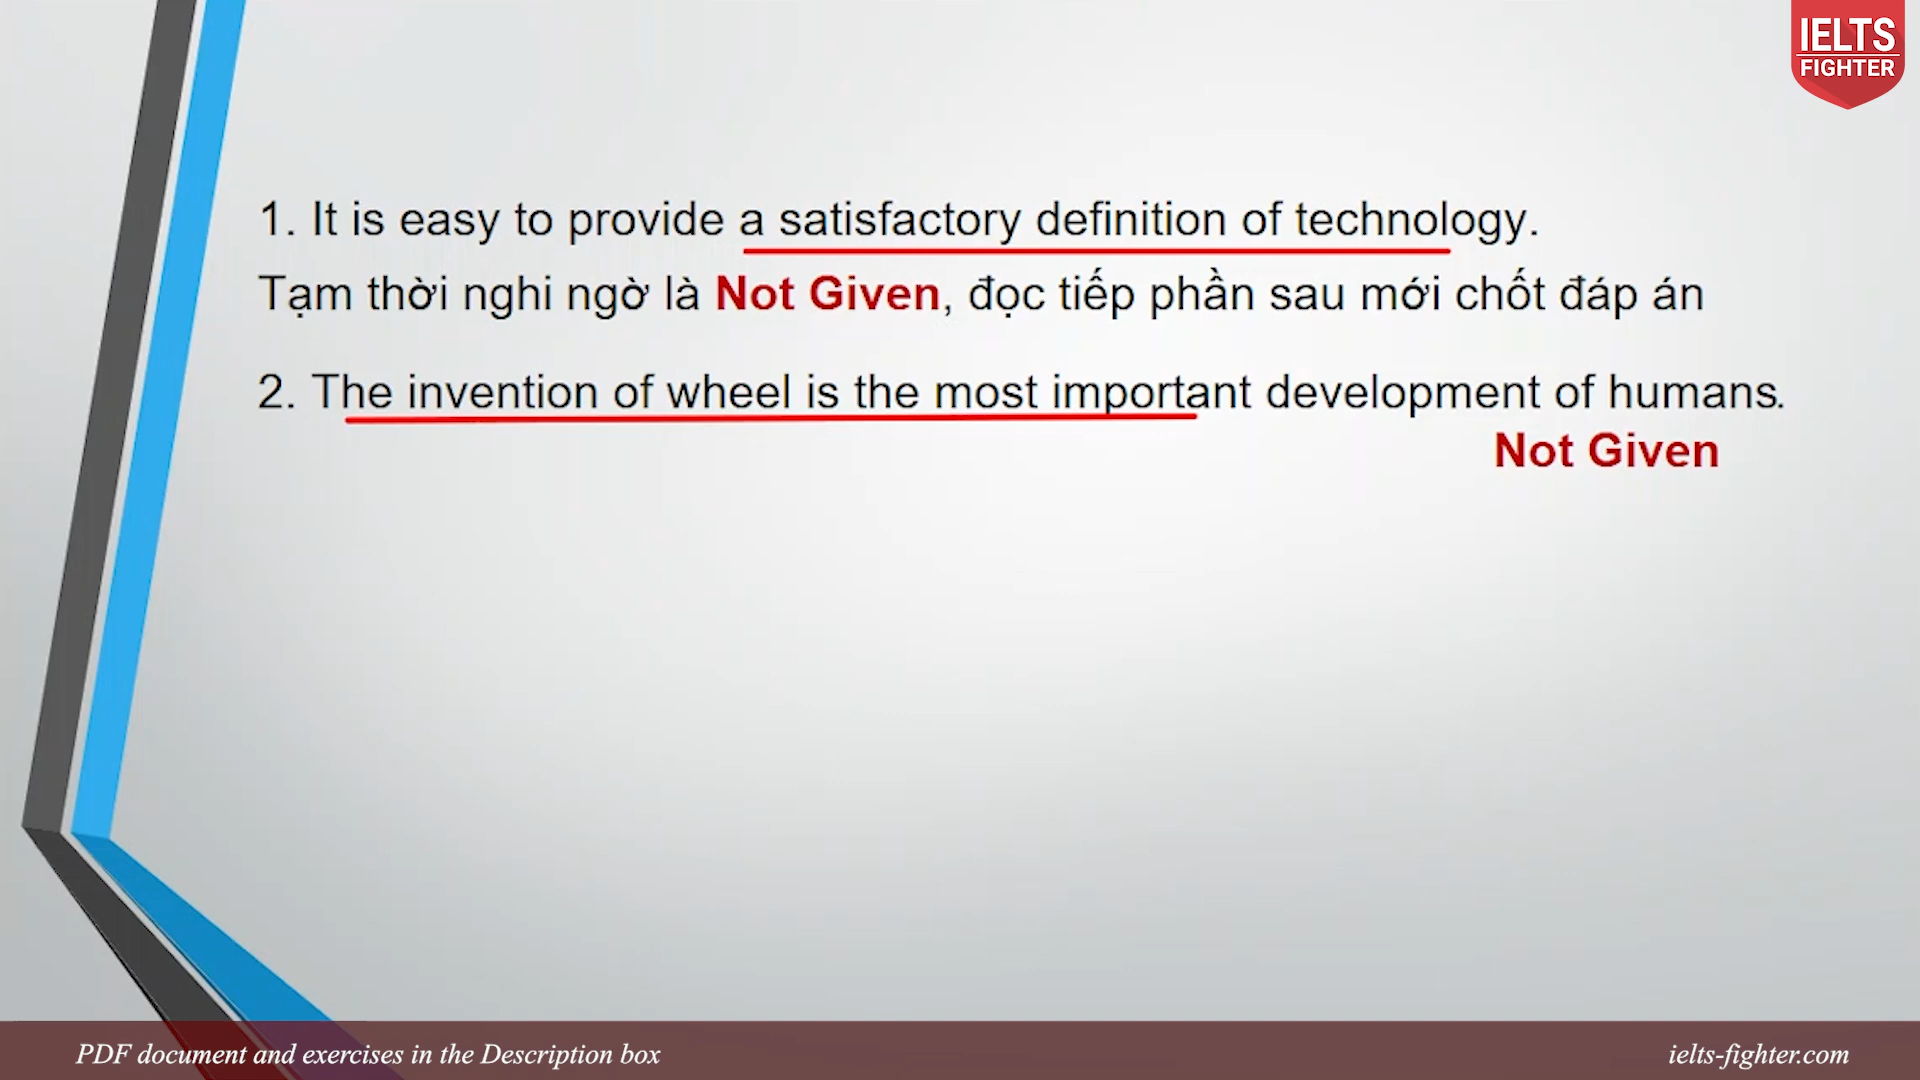 IELTS
FIGHTER
1. It is easy to provide a satisfactory definition of technology.
Tạm thời nghi ngờ là Not Given, đọc tiếp phần sau mới chốt đáp án
2. The invention of wheel is the most important development of humans.
Not Given
PDF document and exercises in the Description box
ielts-fighter.com